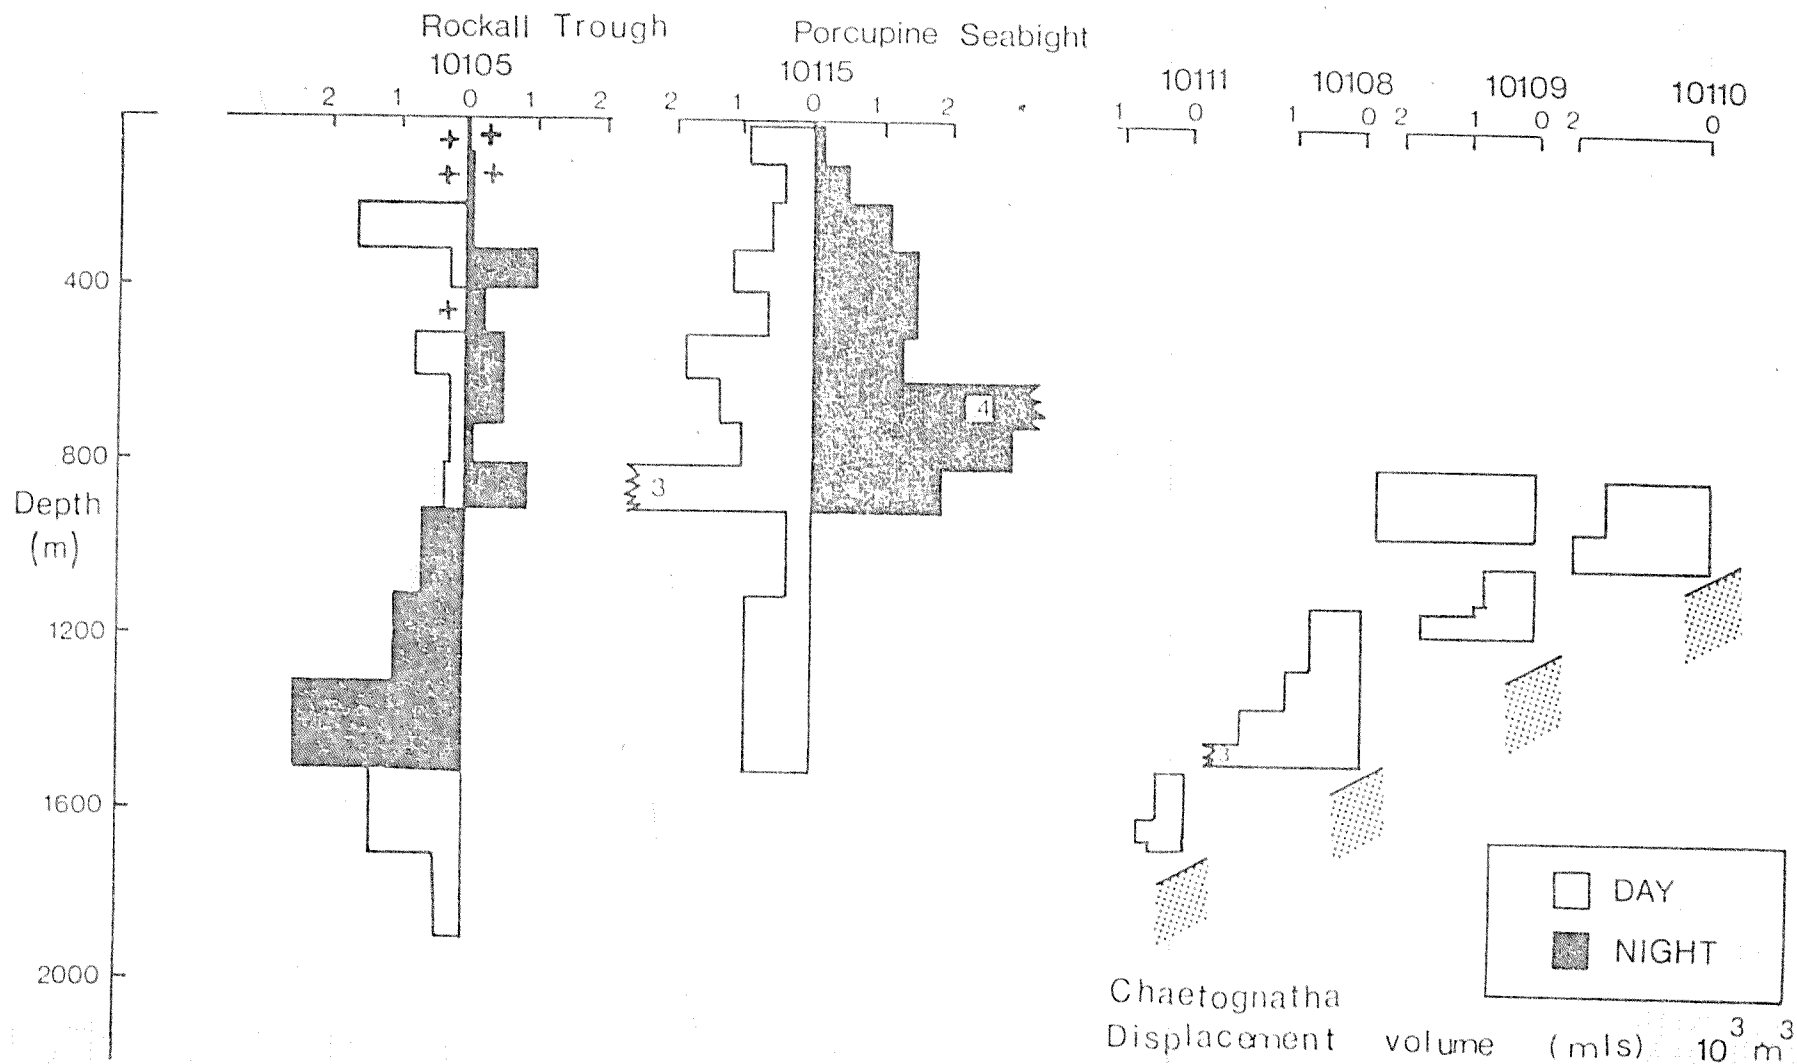 Rockall Trough
10105
Porcupine Seabight
10115
10111
10108
10109
10110
2 1 0 1 2
2 1 0 1 2
1 0
1 0
2 1 0
2 0
400
800
1200
1600
2000
Depth
(m)
4
3
3
DAY
NIGHT
Chaetognatha
Displacement volume (mls) 10³ m³